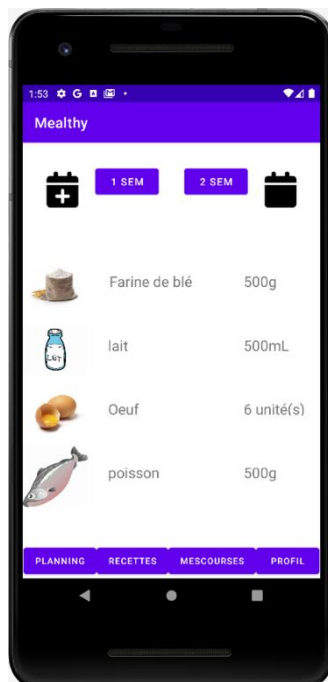 1:53
Mealthy
1 SEM 2 SEM
Farine de blé 500g
lait 500mL
LAIT
Oeuf 6 unité(s)
poisson 500g
PLANNING RECETTES MESCOURSES PROFIL